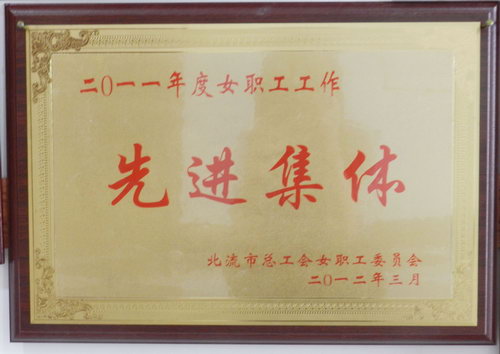 二〇一一年度女职工工作
先进集体
北流市总工会女职工委员会
二〇一二年三月